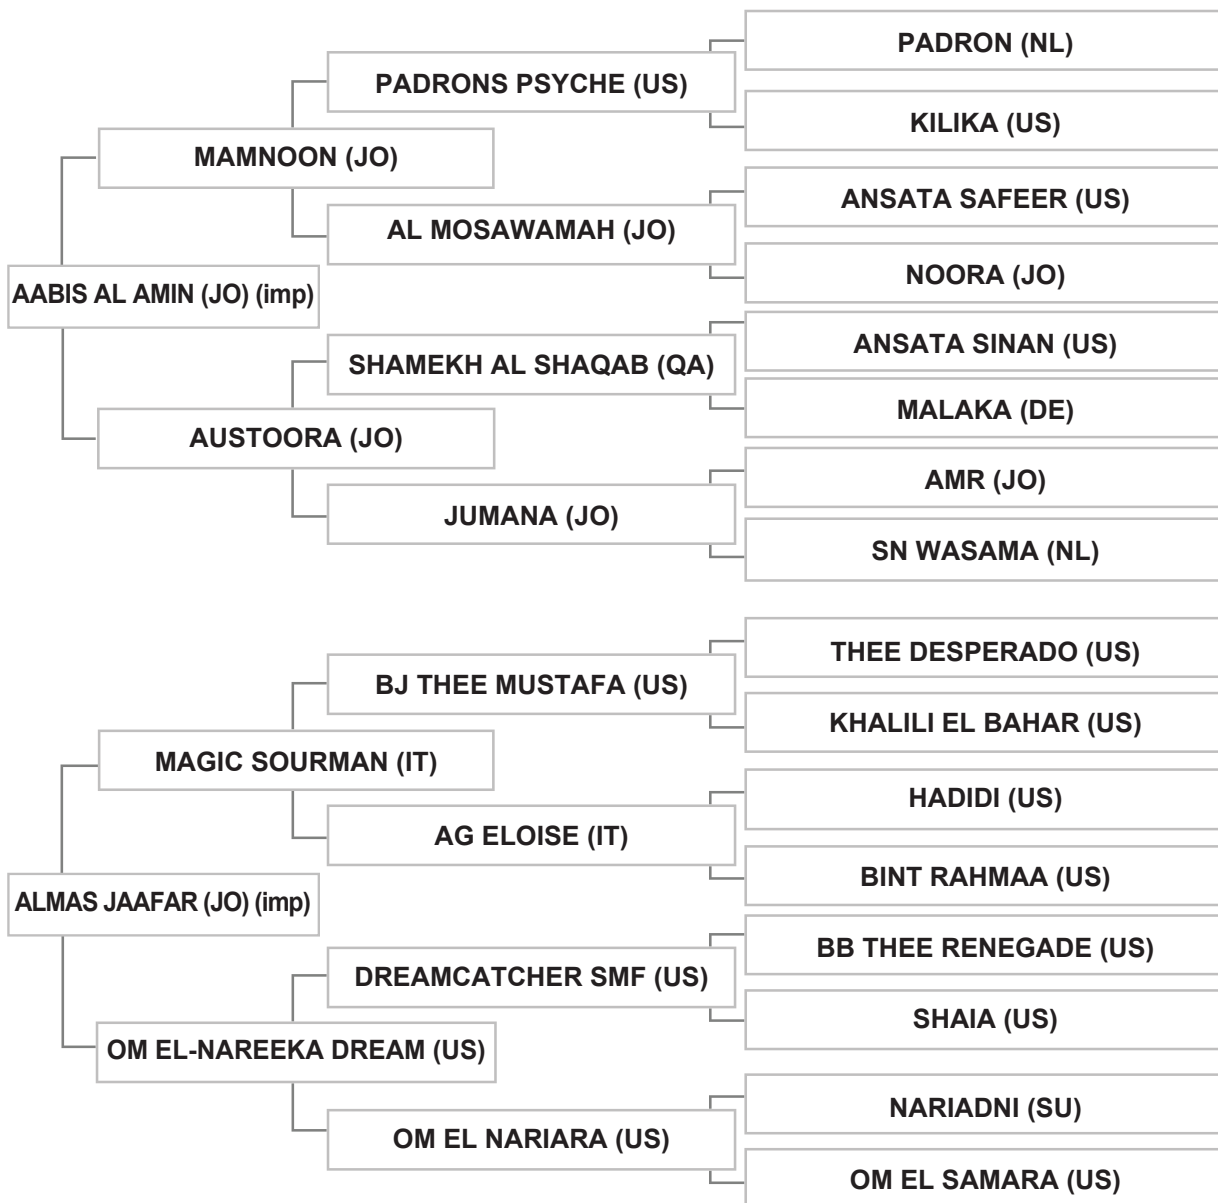 PADRON (NL)
PADRONS PSYCHE (US)
KILIKA (US)
MAMNOON (JO)
ANSATA SAFEER (US)
AL MOSAWAMAH (JO)
NOORA (JO)
AABIS AL AMIN (JO) (imp)
ANSATA SINAN (US)
SHAMEKH AL SHAQAB (QA)
MALAKA (DE)
AUSTOORA (JO)
AMR (JO)
JUMANA (JO)
SN WASAMA (NL)
THEE DESPERADO (US)
BJ THEE MUSTAFA (US)
KHALILI EL BAHAR (US)
MAGIC SOURMAN (IT)
HADIDI (US)
AG ELOISE (IT)
BINT RAHMAA (US)
ALMAS JAAFAR (JO) (imp)
BB THEE RENEGADE (US)
DREAMCATCHER SMF (US)
SHAIA (US)
OM EL-NAREEKA DREAM (US)
NARIADNI (SU)
OM EL NARIARA (US)
OM EL SAMARA (US)